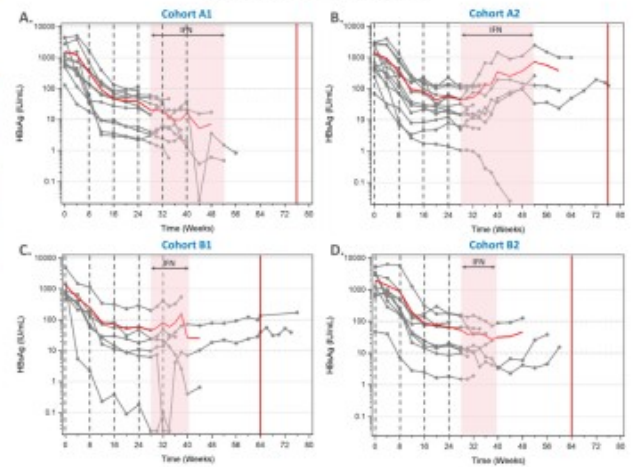 A.
Cohort A1
IFN
10000
1000
100
10
1
0.1
HBsAg (IU/mL)
0 8 16 24 32 40 48 56 64 72 80
Time (Weeks)
B.
Cohort A2
IFN
10000
1000
100
10
1
0.1
HBsAg (IU/mL)
0 8 16 24 32 40 48 56 64 72 80
Time (Weeks)
C.
Cohort B1
IFN
10000
1000
100
10
1
0.1
HBsAg (IU/mL)
0 8 16 24 32 40 48 56 64 72 80
Time (Weeks)
D.
Cohort B2
IFN
10000
1000
100
10
1
0.1
HBsAg (IU/mL)
0 8 16 24 32 40 48 56 64 72 80
Time (Weeks)